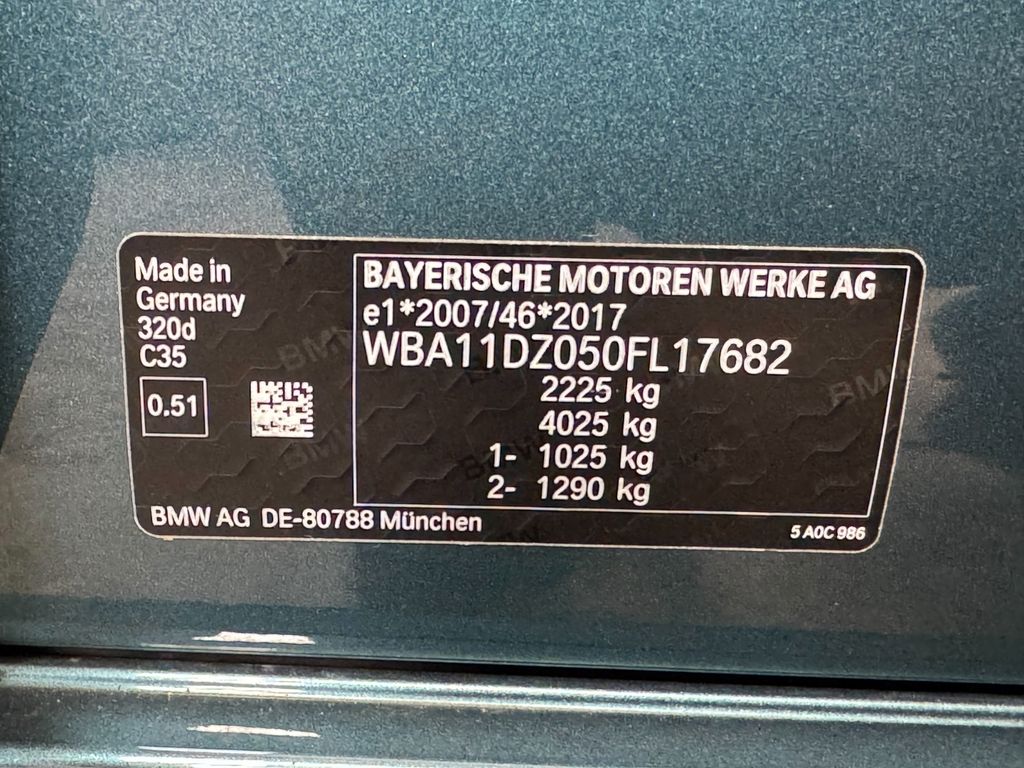 Made in
Germany
320d
C35
0.51
BAYERISCHE MOTOREN WERKE AG
e1*2007/46*2017
WBA11DZ050FL17682
2225 kg
4025 kg
1- 1025 kg
2- 1290 kg
BMW AG DE-80788 München
5 A0C 986